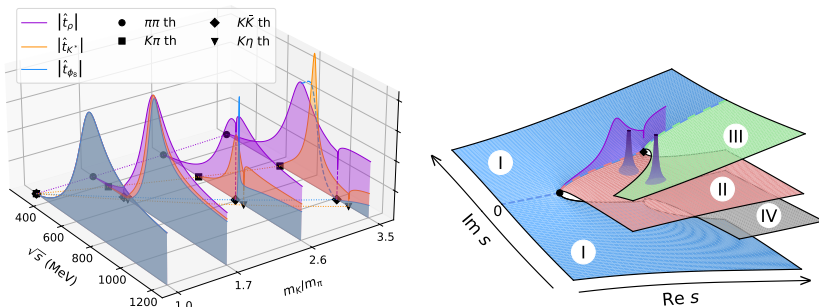 |t̂ρ| ππ th KK̄ th
|t̂K*| Kπ th Kη th
|t̂ϕ8|
400
600
800
1000
1200
√s (MeV)
1.0
1.7
2.6
3.5
mK/mπ
I
III
II
IV
I
0
Im s
Re s